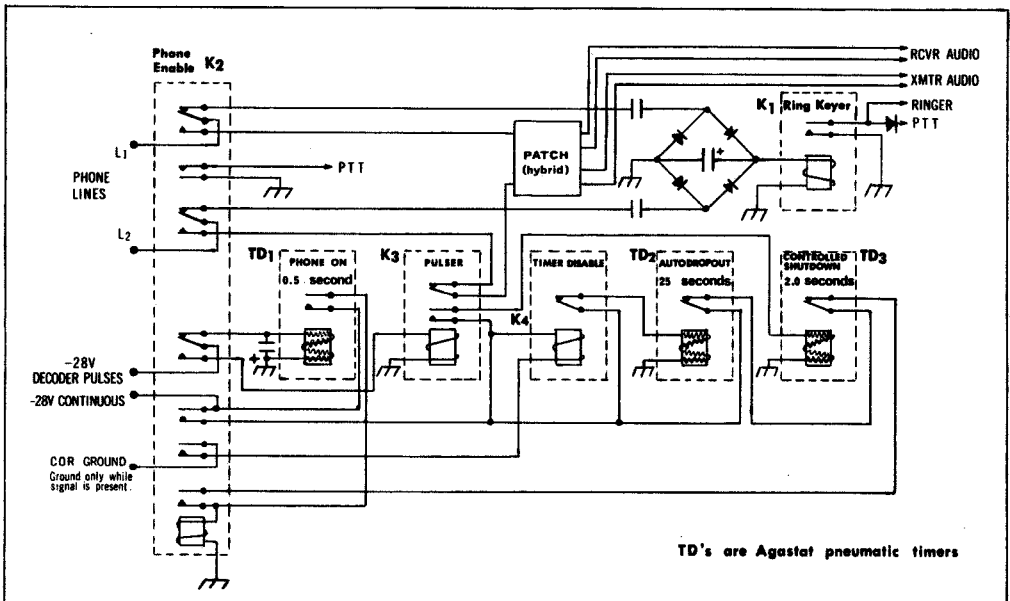 Phone
Enable K2
RCVR AUDIO
XMTR AUDIO
K1 Ring Keyer
RINGER
PTT
PATCH
(hybrid)
L1
PTT
PHONE
LINES
L2
TD1
PHONE ON
0.5 second
K3
PULSER
TIMER DISABLE
K4
TD2
AUTODROPOUT
25 seconds
CONTROLLED
SHUTDOWN
2.0 seconds
TD3
+
+
-28V
DECODER PULSES
-28V CONTINUOUS
COR GROUND
Ground only while
signal is present.
TD's are Agastat pneumatic timers